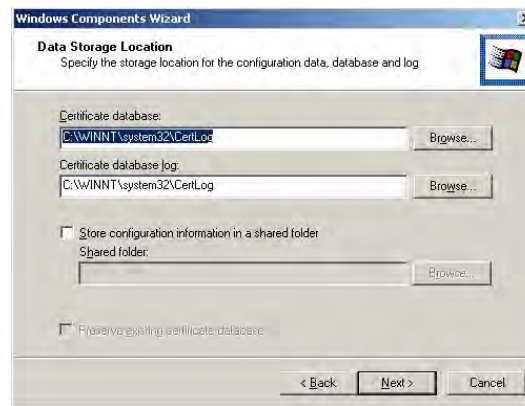 Windows Components Wizard
Data Storage Location
Specify the storage location for the configuration data, database and log
Certificate database:
C:\WINNT\system32\CertLog
Browse...
Certificate database log:
C:\WINNT\system32\CertLog
Browse...
Store configuration information in a shared folder
Shared folder:
Browse...
Preserve existing certificate database
< Back
Next >
Cancel